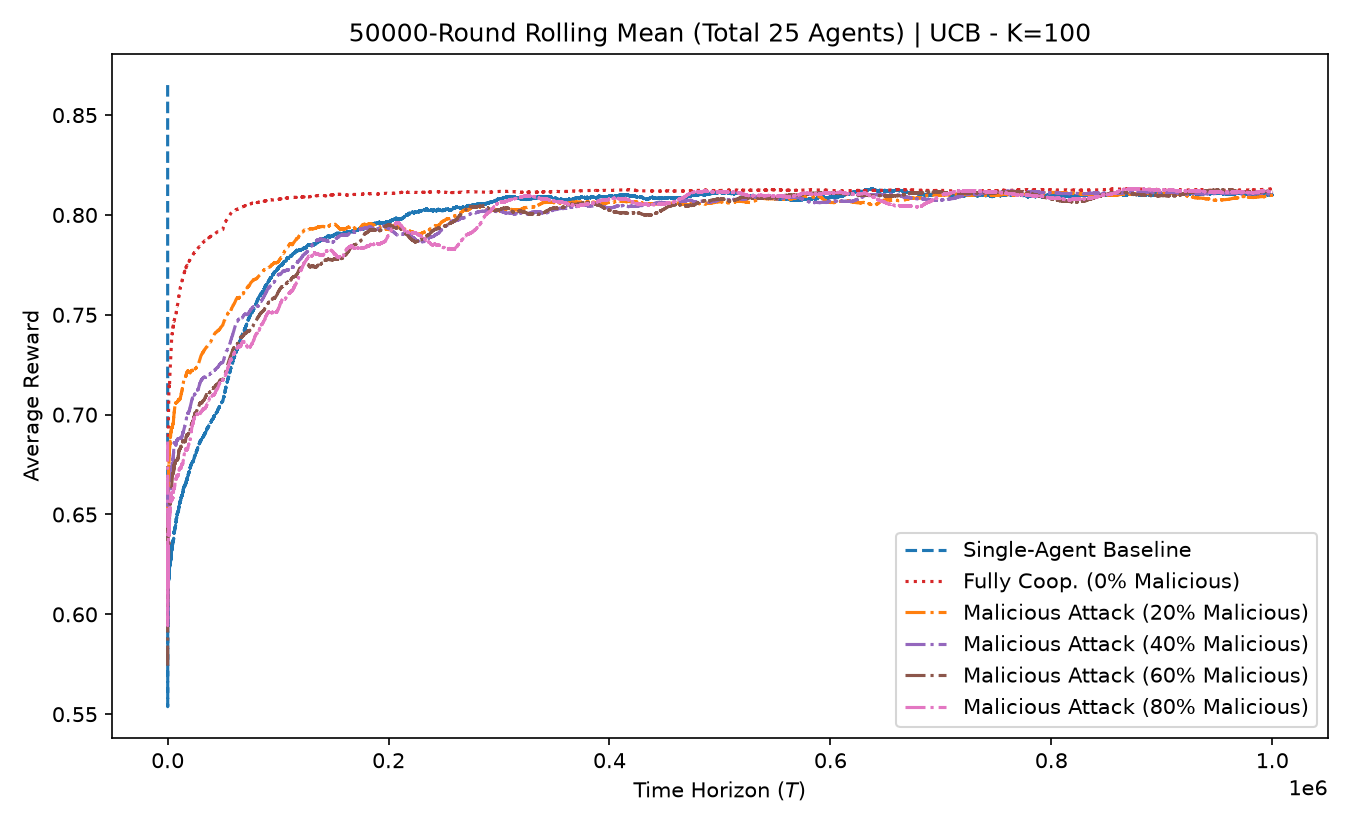 50000-Round Rolling Mean (Total 25 Agents) | UCB - K=100
Average Reward
0.85
0.80
0.75
0.70
0.65
0.60
0.55
Single-Agent Baseline
Fully Coop. (0% Malicious)
Malicious Attack (20% Malicious)
Malicious Attack (40% Malicious)
Malicious Attack (60% Malicious)
Malicious Attack (80% Malicious)
0.0 0.2 0.4 0.6 0.8 1.0
1e6
Time Horizon (T)